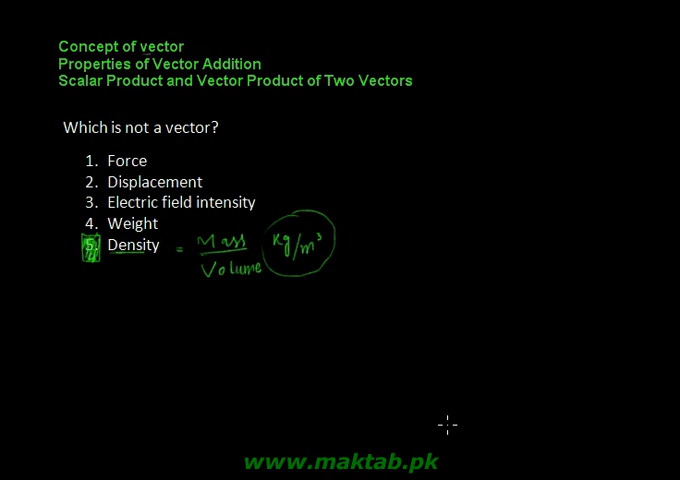 Concept of vector
Properties of Vector Addition
Scalar Product and Vector Product of Two Vectors
Which is not a vector?
1. Force
2. Displacement
3. Electric field intensity
4. Weight
5. Density = Mass / Volume kg/m³
www.maktab.pk